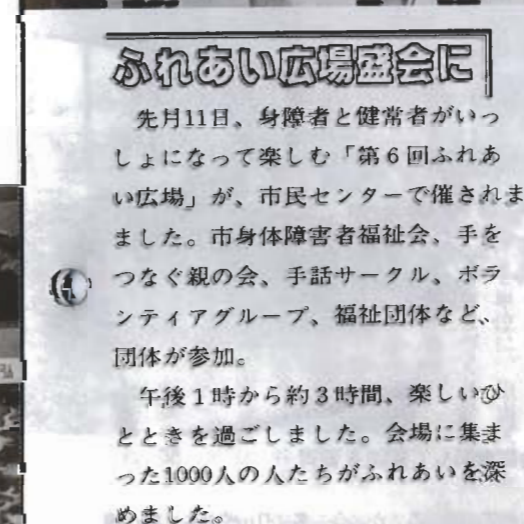 ふれあい広場盛会に
先月11日、身障者と健常者がいっ
しょになって楽しむ「第6回ふれあ
い広場」が、市民センターで催されま
ました。市身体障害者福祉会、手を
つなぐ親の会、手話サークル、ボラ
ンティアグループ、福祉団体など、
団体が参加。
午後1時から約3時間、楽しいひ
とときを過ごしました。会場に集ま
った1000人の人たちがふれあいを深
めました。